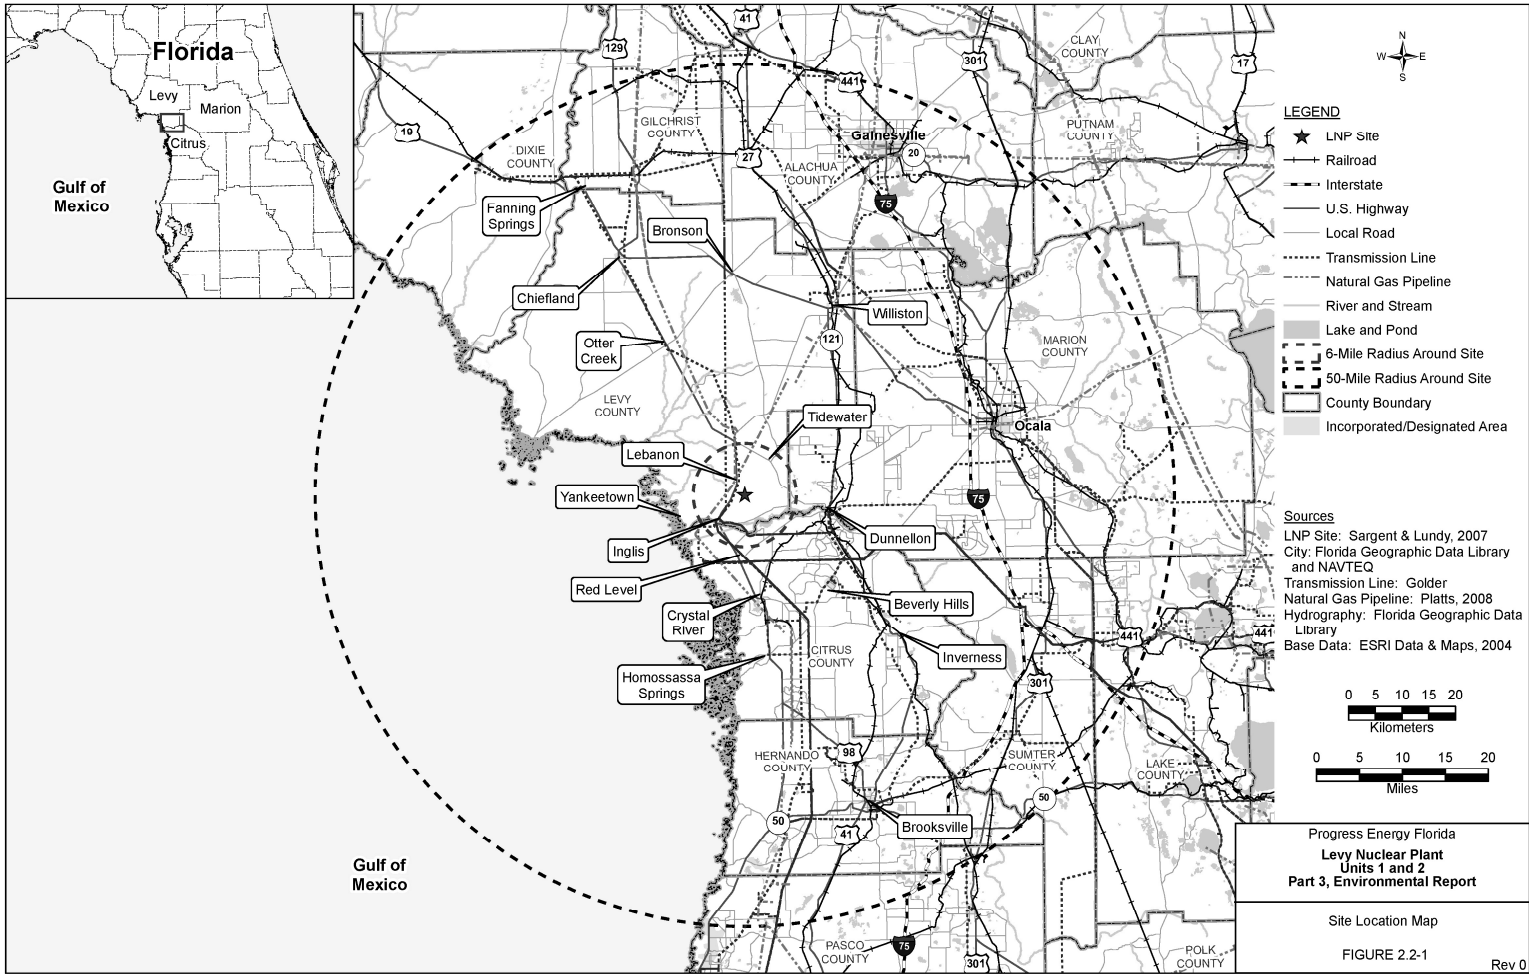 Florida
Levy
Marion
Citrus
Gulf of
Mexico
41
129
301
17
441
19
27
20
75
CLAY
COUNTY
PUTNAM
COUNTY
GILCHRIST
COUNTY
DIXIE
COUNTY
ALACHUA
COUNTY
Gainesville
Fanning
Springs
Bronson
Chiefland
Williston
121
Otter
Creek
MARION
COUNTY
LEVY
COUNTY
Tidewater
Ocala
Lebanon
Yankeetown
75
Inglis
Dunnellon
Red Level
Beverly Hills
Crystal
River
CITRUS
COUNTY
Inverness
441
441
Homossassa
Springs
301
HERNANDO
COUNTY
98
SUMTER
COUNTY
LAKE
COUNTY
50
50
41
Brooksville
Gulf of
Mexico
PASCO
COUNTY
75
301
POLK
COUNTY
N
W
E
S
LEGEND
LNP Site
Railroad
Interstate
U.S. Highway
Local Road
Transmission Line
Natural Gas Pipeline
River and Stream
Lake and Pond
6-Mile Radius Around Site
50-Mile Radius Around Site
County Boundary
Incorporated/Designated Area
Sources
LNP Site: Sargent & Lundy, 2007
City: Florida Geographic Data Library
and NAVTEQ
Transmission Line: Golder
Natural Gas Pipeline: Platts, 2008
Hydrography: Florida Geographic Data
Library
Base Data: ESRI Data & Maps, 2004
0 5 10 15 20
Kilometers
0 5 10 15 20
Miles
Progress Energy Florida
Levy Nuclear Plant
Units 1 and 2
Part 3, Environmental Report
Site Location Map
FIGURE 2.2-1
Rev 0